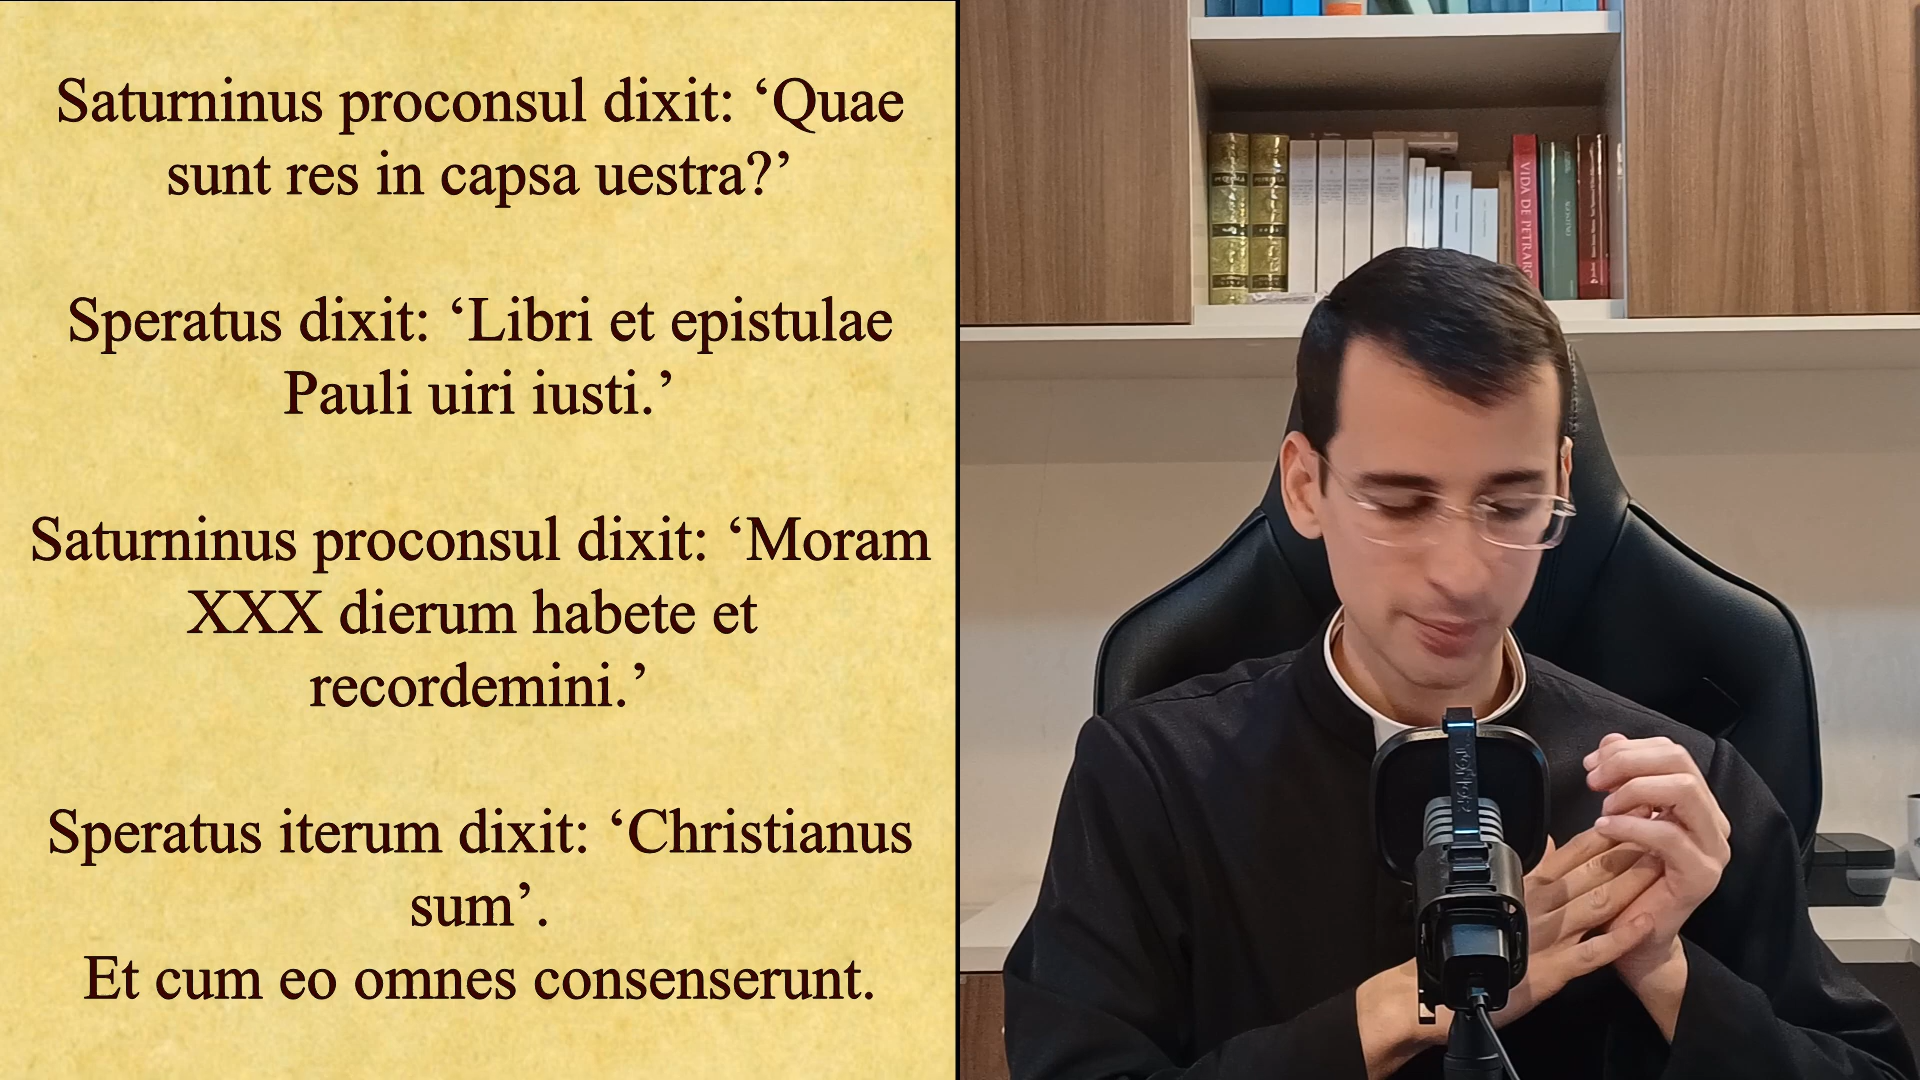 Saturninus proconsul dixit: ‘Quae
sunt res in capsa uestra?’
Speratus dixit: ‘Libri et epistulae
Pauli uiri iusti.’
Saturninus proconsul dixit: ‘Moram
XXX dierum habete et
recordemini.’
Speratus iterum dixit: ‘Christianus
sum’.
Et cum eo omnes consenserunt.
VIDA DE PETRARC
TONOR